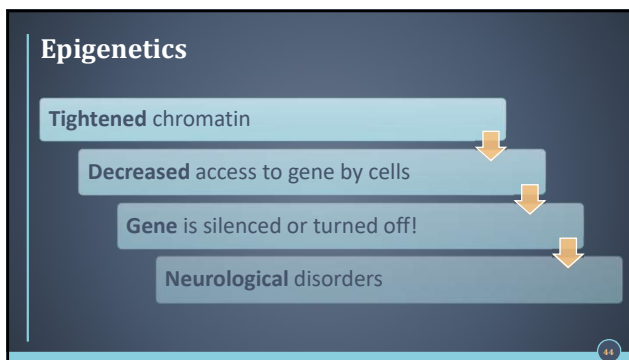 Epigenetics
Tightened chromatin
Decreased access to gene by cells
Gene is silenced or turned off!
Neurological disorders
44